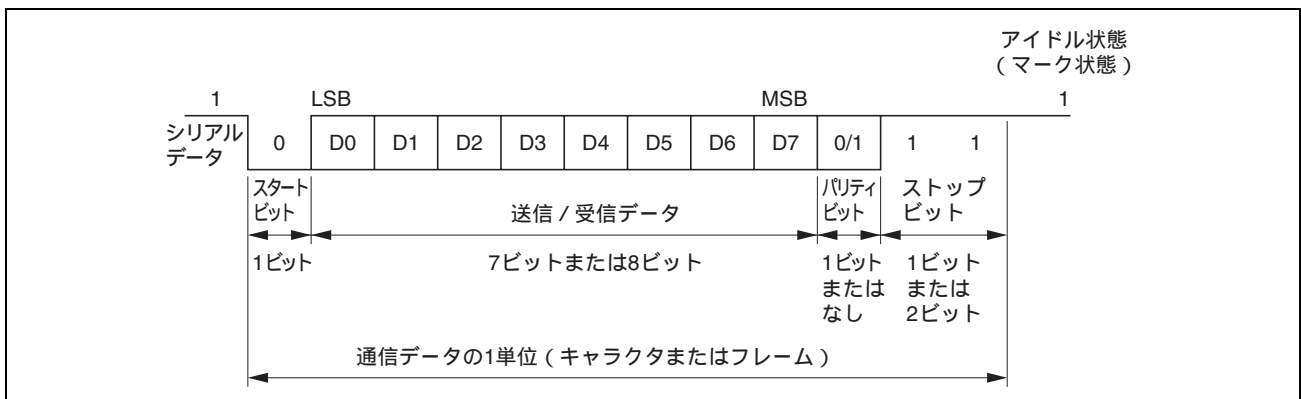 アイドル状態
（マーク状態）
1 LSB MSB 1
シリアル
データ
0 D0 D1 D2 D3 D4 D5 D6 D7 0/1 1 1
スタート
ビット
送信／受信データ
パリティ
ビット
ストップ
ビット
1ビット
7ビットまたは8ビット
1ビット
または
なし
1ビット
または
2ビット
通信データの1単位（キャラクタまたはフレーム）